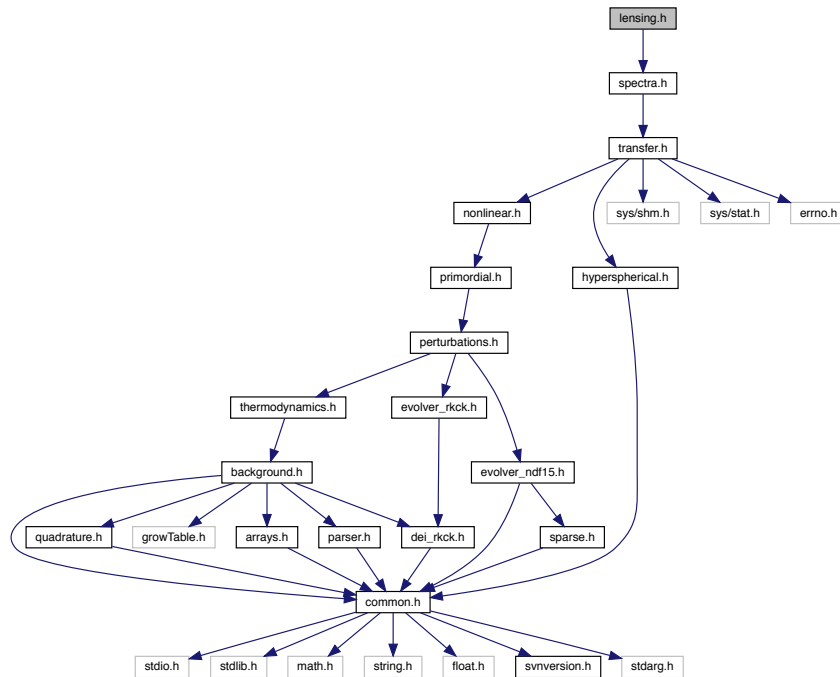 lensing.h
spectra.h
transfer.h
nonlinear.h
sys/shm.h
sys/stat.h
errno.h
primordial.h
hyperspherical.h
perturbations.h
thermodynamics.h
evolver_rkck.h
background.h
evolver_ndf15.h
quadrature.h
growTable.h
arrays.h
parser.h
dei_rkck.h
sparse.h
common.h
stdio.h
stdlib.h
math.h
string.h
float.h
svnversion.h
stdarg.h